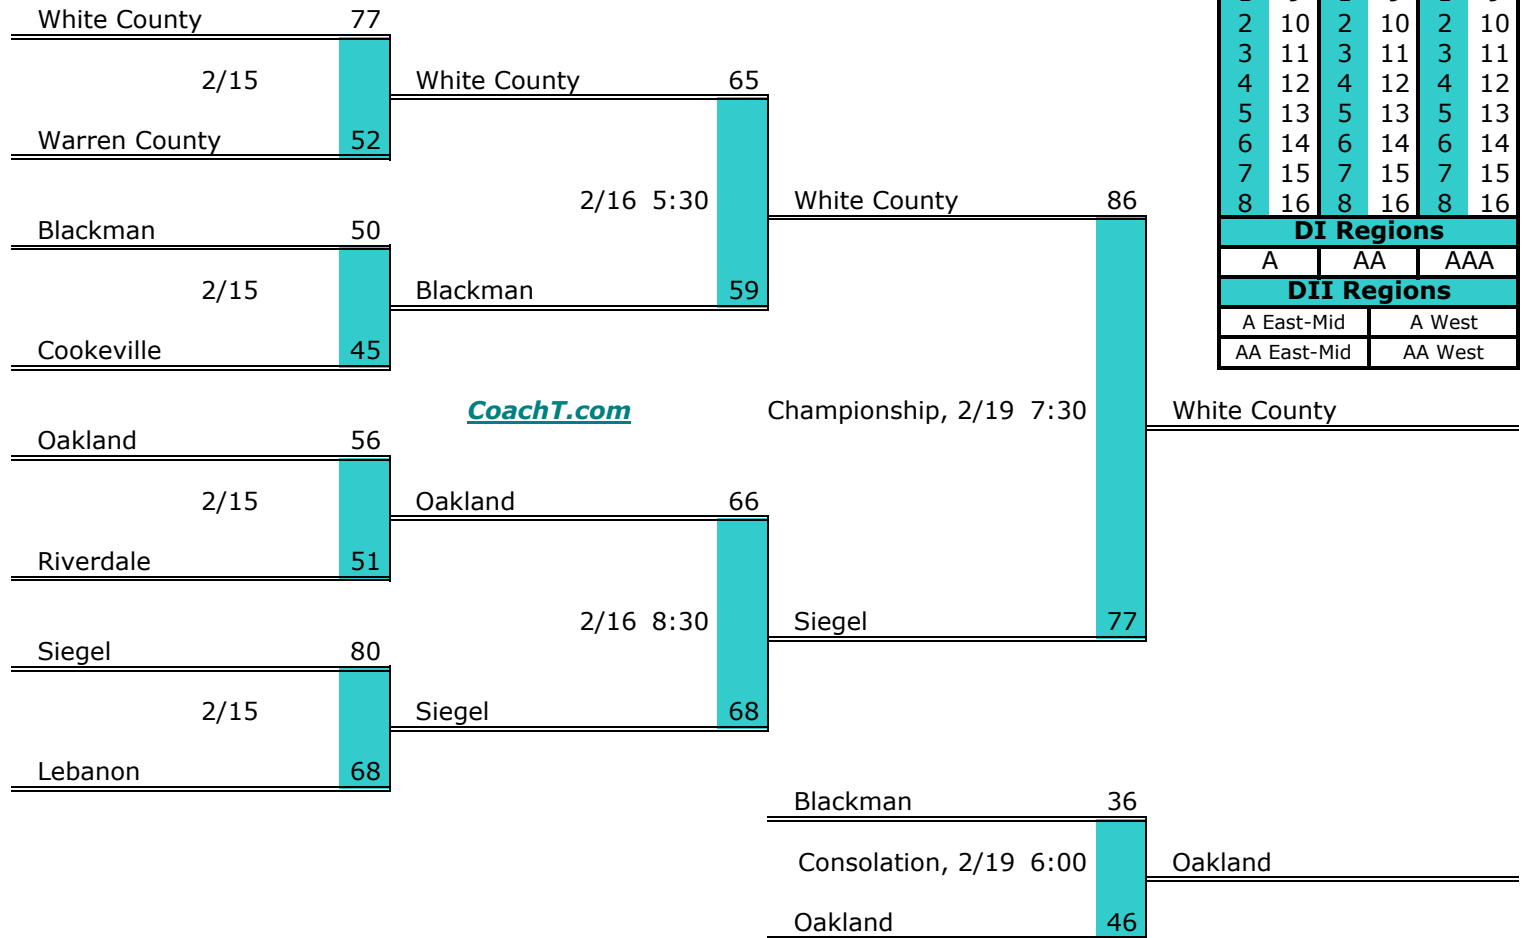 White County 77
2/15
Warren County 52
White County 65
Blackman 50
2/15
Cookeville 45
2/16 5:30
Blackman 59
White County 86
CoachT.com
Championship, 2/19 7:30
White County
Oakland 56
2/15
Riverdale 51
Oakland 66
Siegel 80
2/15
Lebanon 68
2/16 8:30
Siegel 68
Siegel 77
Blackman 36
Consolation, 2/19 6:00
Oakland
Oakland 46
2 10 2 10 2 10
3 11 3 11 3 11
4 12 4 12 4 12
5 13 5 13 5 13
6 14 6 14 6 14
7 15 7 15 7 15
8 16 8 16 8 16
DI Regions
A AA AAA
DII Regions
A East-Mid A West
AA East-Mid AA West